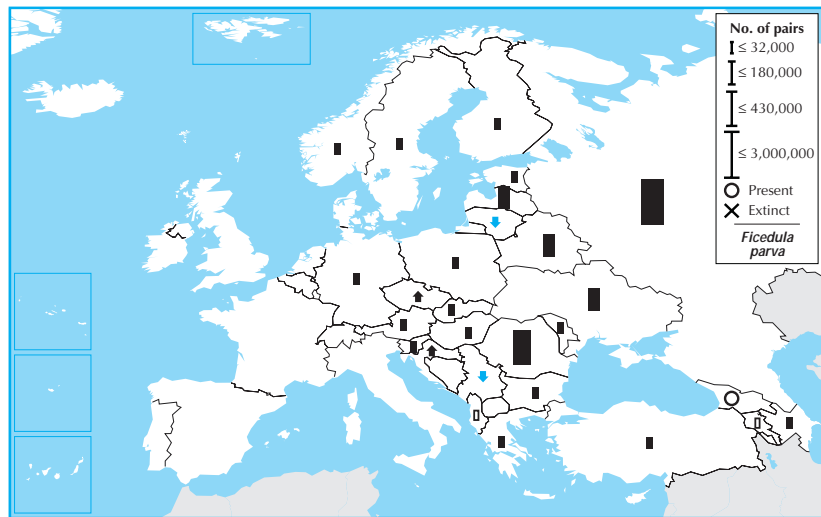 No. of pairs
≤ 32,000
≤ 180,000
≤ 430,000
≤ 3,000,000
Present
Extinct
Ficedula
parva